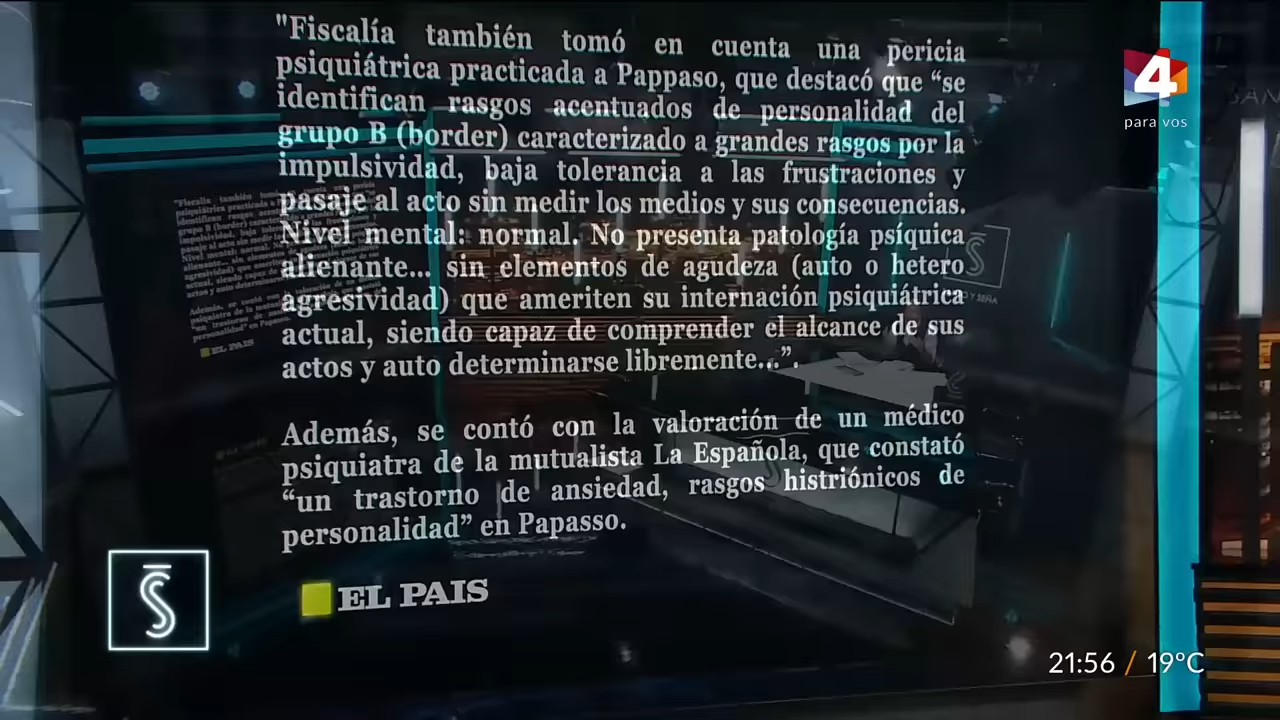 "Fiscalía también tomó en cuenta una pericia
psiquiátrica practicada a Pappaso, que destacó que “se
identifican rasgos acentuados de personalidad del
grupo B (border) caracterizado a grandes rasgos por la
impulsividad, baja tolerancia a las frustraciones y
pasaje al acto sin medir los medios y sus consecuencias.
Nivel mental: normal. No presenta patología psíquica
alienante... sin elementos de agudeza (auto o hetero
agresividad) que ameriten su internación psiquiátrica
actual, siendo capaz de comprender el alcance de sus
actos y auto determinarse libremente...”.
Además, se contó con la valoración de un médico
psiquiatra de la mutualista La Española, que constató
“un trastorno de ansiedad, rasgos histriónicos de
personalidad” en Papasso.
EL PAIS
4
para vos
S
21:56 / 19°C